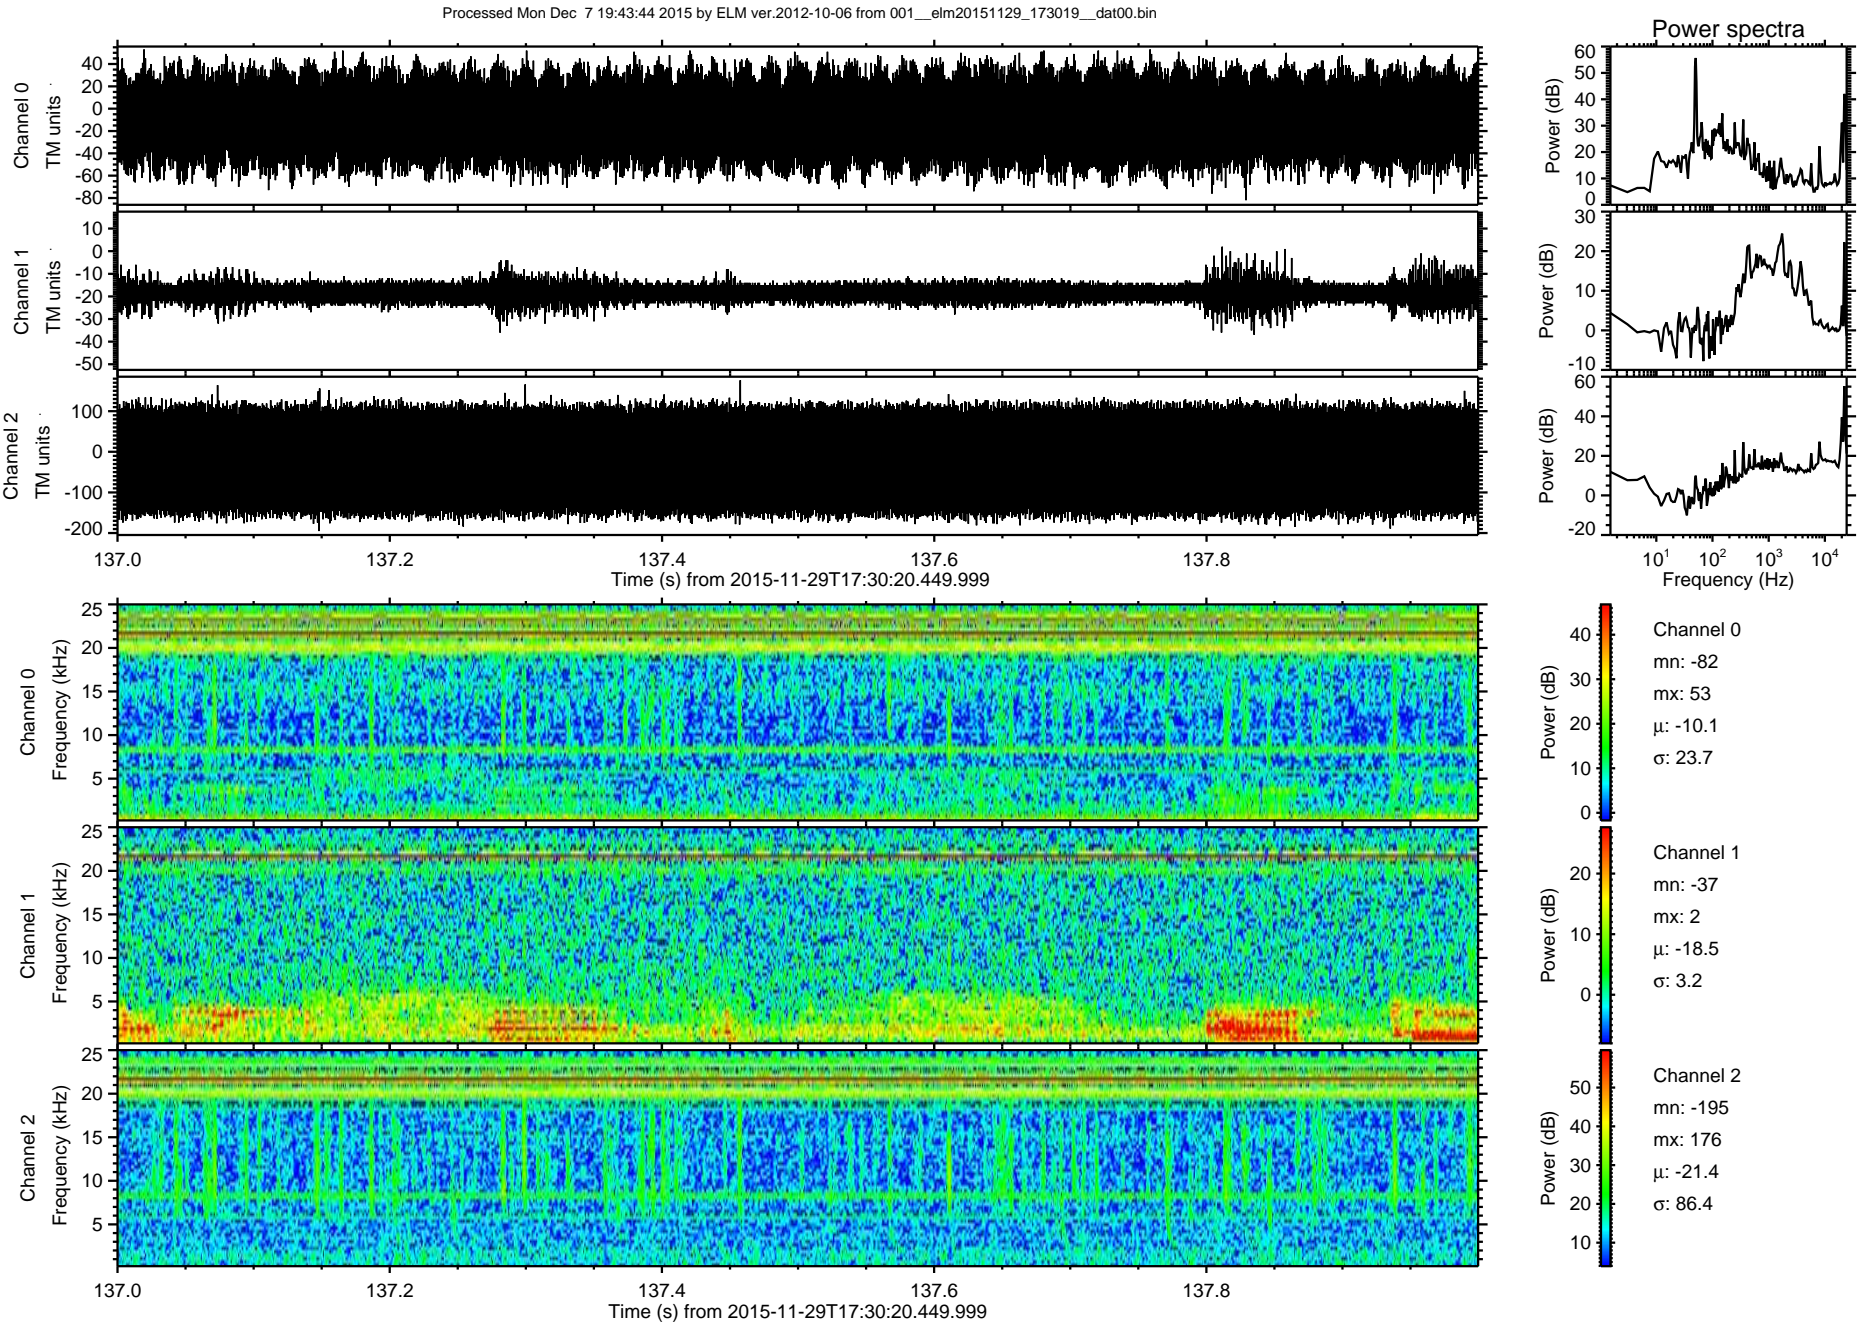 Processed Mon Dec  7 19:43:44 2015 by ELM ver.2012-10-06 from 001__elm20151129_173019__dat00.bin
Power spectra
Channel 0
TM units
40
20
0
-20
-40
-60
-80
Power (dB)
60
50
40
30
20
10
0
Channel 1
TM units
10
0
-10
-20
-30
-40
-50
Power (dB)
30
20
10
0
-10
Channel 2
TM units
100
0
-100
-200
Power (dB)
60
40
20
0
-20
137.0 137.2 137.4 137.6 137.8
Time (s) from 2015-11-29T17:30:20.449.999
10¹ 10² 10³ 10⁴
Frequency (Hz)
Channel 0
Frequency (kHz)
25
20
15
10
5
Power (dB)
40
30
20
10
0
Channel 0
mn: -82
mx: 53
µ: -10.1
σ: 23.7
Channel 1
Frequency (kHz)
25
20
15
10
5
Power (dB)
20
10
0
Channel 1
mn: -37
mx: 2
µ: -18.5
σ: 3.2
Channel 2
Frequency (kHz)
25
20
15
10
5
Power (dB)
50
40
30
20
10
Channel 2
mn: -195
mx: 176
µ: -21.4
σ: 86.4
137.0 137.2 137.4 137.6 137.8
Time (s) from 2015-11-29T17:30:20.449.999